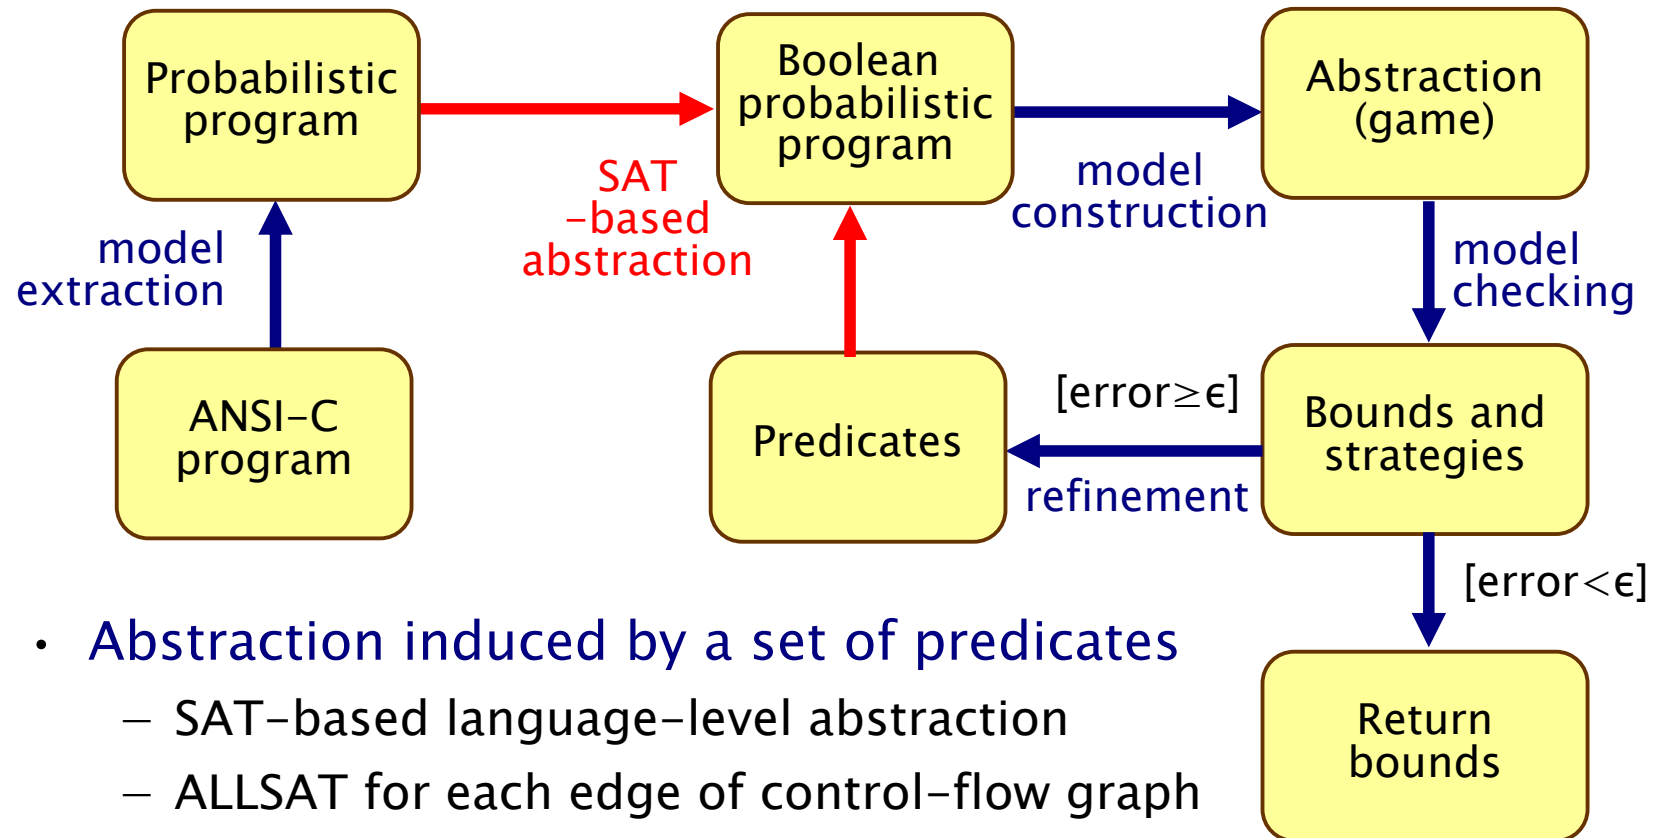 Probabilistic
program
Boolean
probabilistic
program
Abstraction
(game)
SAT
-based
abstraction
model
construction
model
extraction
model
checking
ANSI-C
program
Predicates
[error≥ϵ]
refinement
Bounds and
strategies
[error<ϵ]
Return
bounds
• Abstraction induced by a set of predicates
– SAT-based language-level abstraction
– ALLSAT for each edge of control-flow graph